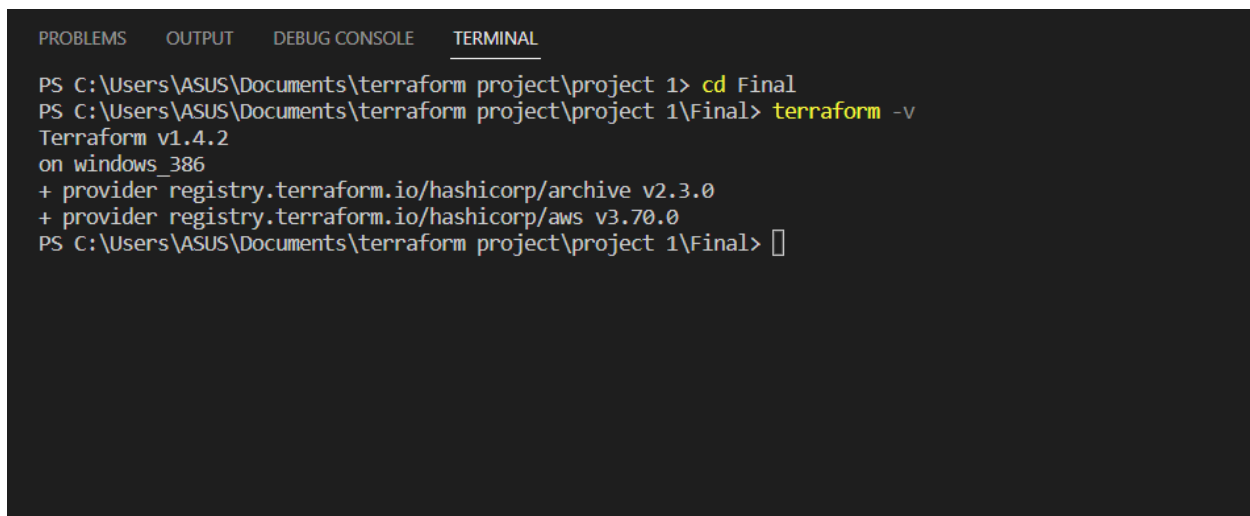 PROBLEMS OUTPUT DEBUG CONSOLE TERMINAL
PS C:\Users\ASUS\Documents\terraform project\project 1> cd Final
PS C:\Users\ASUS\Documents\terraform project\project 1\Final> terraform -v
Terraform v1.4.2
on windows_386
+ provider registry.terraform.io/hashicorp/archive v2.3.0
+ provider registry.terraform.io/hashicorp/aws v3.70.0
PS C:\Users\ASUS\Documents\terraform project\project 1\Final>